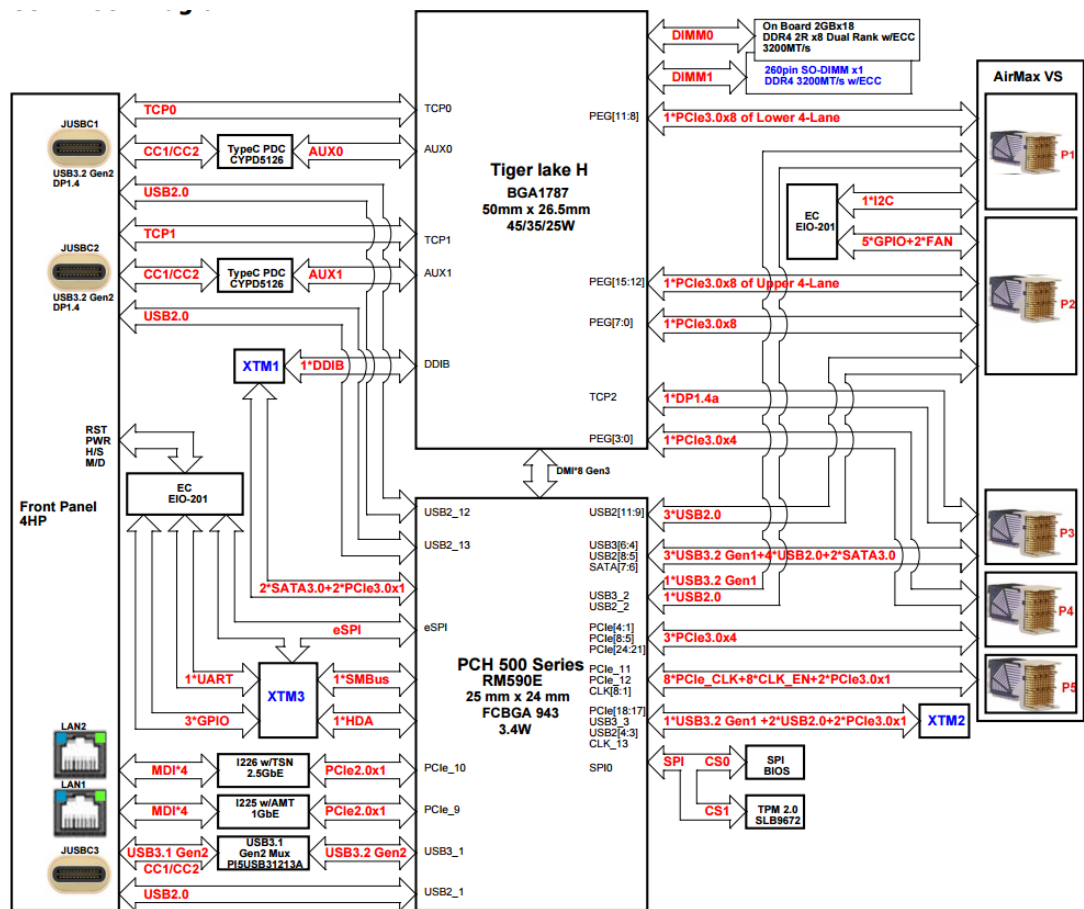 On Board 2GBx18
DDR4 2R x8 Dual Rank w/ECC
3200MT/s
DIMM0
DIMM1
260pin SO-DIMM x1
DDR4 3200MT/s w/ECC
AirMax VS
JUSBC1
USB3.2 Gen2
DP1.4
TCP0
TCP0
CC1/CC2
TypeC PDC
CYPD5126
AUX0
AUX0
USB2.0
Tiger lake H
BGA1787
50mm x 26.5mm
45/35/25W
PEG[11:8]
1*PCIe3.0x8 of Lower 4-Lane
P1
EC
EIO-201
1*I2C
5*GPIO+2*FAN
JUSBC2
USB3.2 Gen2
DP1.4
TCP1
TCP1
CC1/CC2
TypeC PDC
CYPD5126
AUX1
AUX1
USB2.0
PEG[15:12]
1*PCIe3.0x8 of Upper 4-Lane
P2
PEG[7:0]
1*PCIe3.0x8
XTM1
1*DDIB
DDIB
TCP2
1*DP1.4a
PEG[3:0]
1*PCIe3.0x4
RST
PWR
H/S
M/D
EC
EIO-201
DMI*8 Gen3
Front Panel
4HP
USB2_12
USB2_13
USB2[11:9]
3*USB2.0
P3
USB3[6:4]
USB2[8:5]
SATA[7:6]
3*USB3.2 Gen1+4*USB2.0+2*SATA3.0
2*SATA3.0+2*PCIe3.0x1
USB3_2
USB2_2
1*USB3.2 Gen1
1*USB2.0
P4
eSPI
eSPI
PCIe[4:1]
PCIe[8:5]
PCIe[24:21]
3*PCIe3.0x4
PCH 500 Series
RM590E
25 mm x 24 mm
FCBGA 943
3.4W
1*UART
XTM3
1*SMBus
3*GPIO
1*HDA
PCIe_11
PCIe_12
CLK[8:1]
8*PCIe_CLK+8*CLK_EN+2*PCIe3.0x1
P5
PCIe[18:17]
USB3_3
USB2[4:3]
CLK_13
1*USB3.2 Gen1 +2*USB2.0+2*PCIe3.0x1
XTM2
LAN2
MDI*4
I226 w/TSN
2.5GbE
PCIe2.0x1
PCIe_10
SPI0
SPI
CS0
SPI
BIOS
CS1
TPM 2.0
SLB9672
LAN1
MDI*4
I225 w/AMT
1GbE
PCIe2.0x1
PCIe_9
JUSBC3
USB3.1 Gen2
CC1/CC2
USB3.1
Gen2 Mux
PI5USB31213A
USB3.2 Gen2
USB3_1
USB2.0
USB2_1